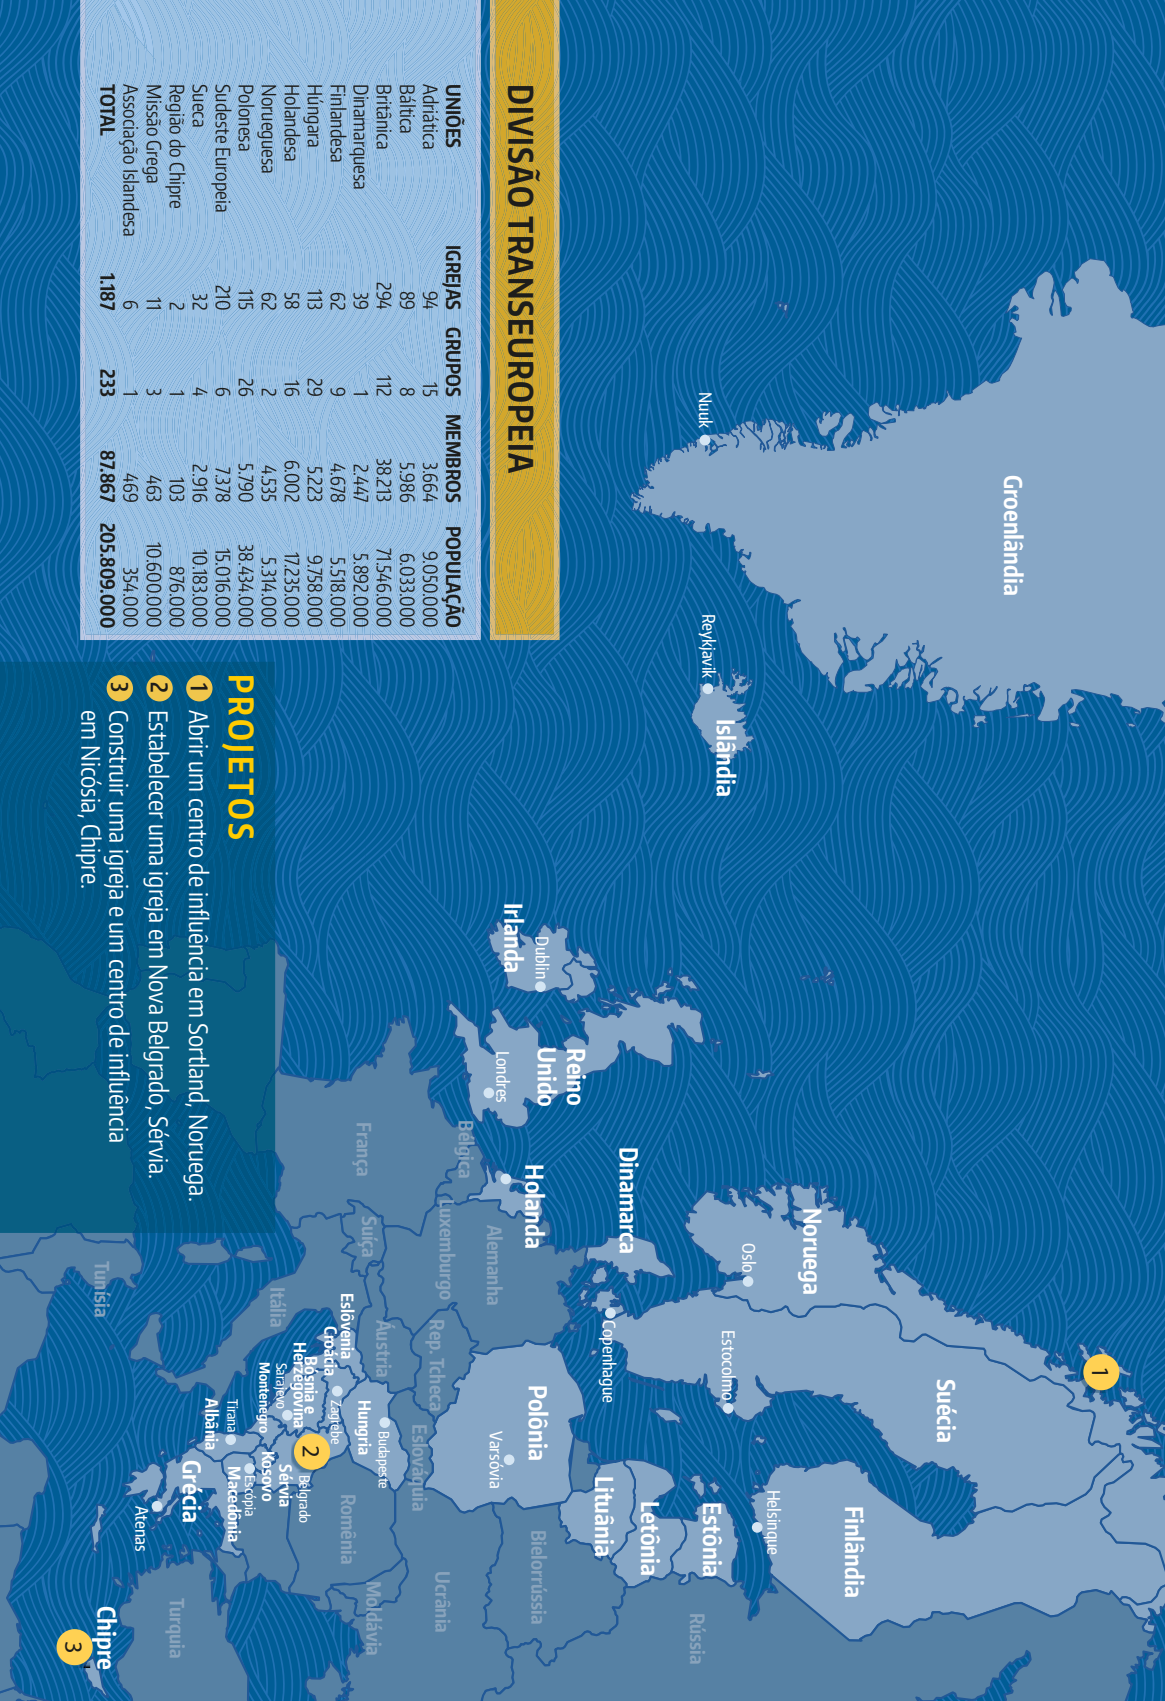 DIVISÃO TRANSEUROPEIA
UNIÕES IGREJAS GRUPOS MEMBROS POPULAÇÃO
Adriática 94 15 3.664 9.050.000
Báltica 89 8 5.986 6.033.000
Britânica 294 112 38.213 71.546.000
Dinamarquesa 39 1 2.447 5.892.000
Finlandesa 62 9 4.678 5.518.000
Húngara 113 29 5.223 9.758.000
Holandesa 58 16 6.002 17.235.000
Norueguesa 62 2 4.535 5.314.000
Polonesa 115 26 5.790 38.434.000
Sudeste Europeia 210 6 7.378 15.016.000
Sueca 32 4 2.916 10.183.000
Região do Chipre 2 1 103 876.000
Missão Grega 11 3 463 10.600.000
Associação Islandesa 6 1 469 354.000
TOTAL 1.187 233 87.867 205.809.000
PROJETOS
1 Abrir um centro de influência em Sortland, Noruega.
2 Estabelecer uma igreja em Nova Belgrado, Sérvia.
3 Construir uma igreja e um centro de influência
em Nicósia, Chipre.
Groenlândia
Nuuk
Reykjavik
Islândia
Irlanda
Dublin
Reino
Unido
Londres
Dinamarca
Holanda
Bélgica
Luxemburgo
França
Suíça
Alemanha
Noruega
Oslo
1
Suécia
Estocolmo
Copenhague
Finlândia
Helsinque
Estônia
Letônia
Lituânia
Polônia
Varsóvia
Rep. Tcheca
Eslováquia
Áustria
Itália
Tunísia
Eslovênia
Croácia
Zagrebe
Bósnia e
Herzegóvina
Sarajevo
Montenegro
Hungria
Budapeste
2
Belgrado
Sérvia
Kosovo
Escópia
Macedônia
Tirana
Albânia
Grécia
Atenas
Romênia
Moldávia
Ucrânia
Bielorrússia
Rússia
Turquia
Chipre
3